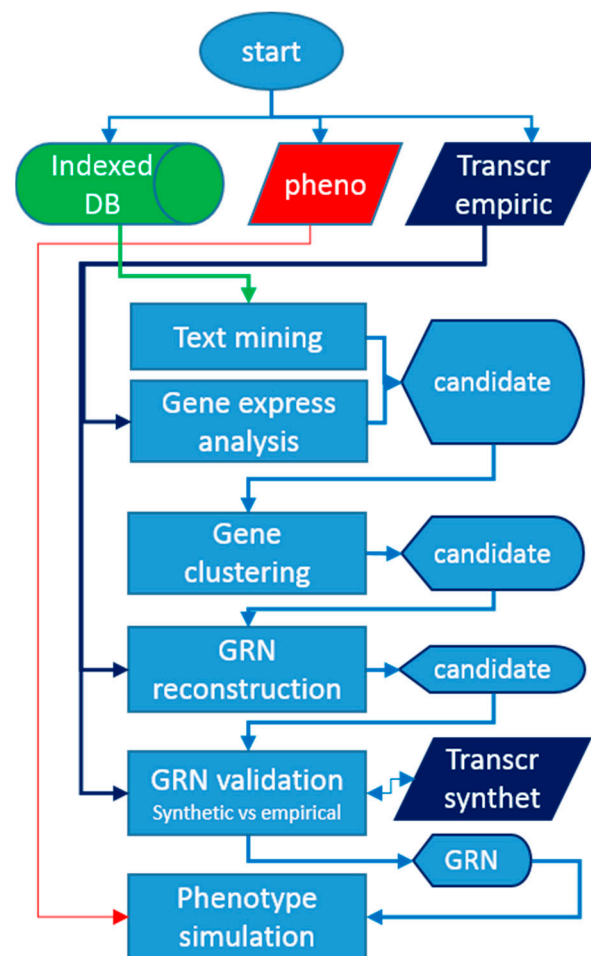 start
Indexed
DB
pheno
Transcr
empiric
Text mining
candidate
Gene express
analysis
Gene
clustering
candidate
GRN
reconstruction
candidate
GRN validation
Synthetic vs empirical
Transcr
synthet
GRN
Phenotype
simulation